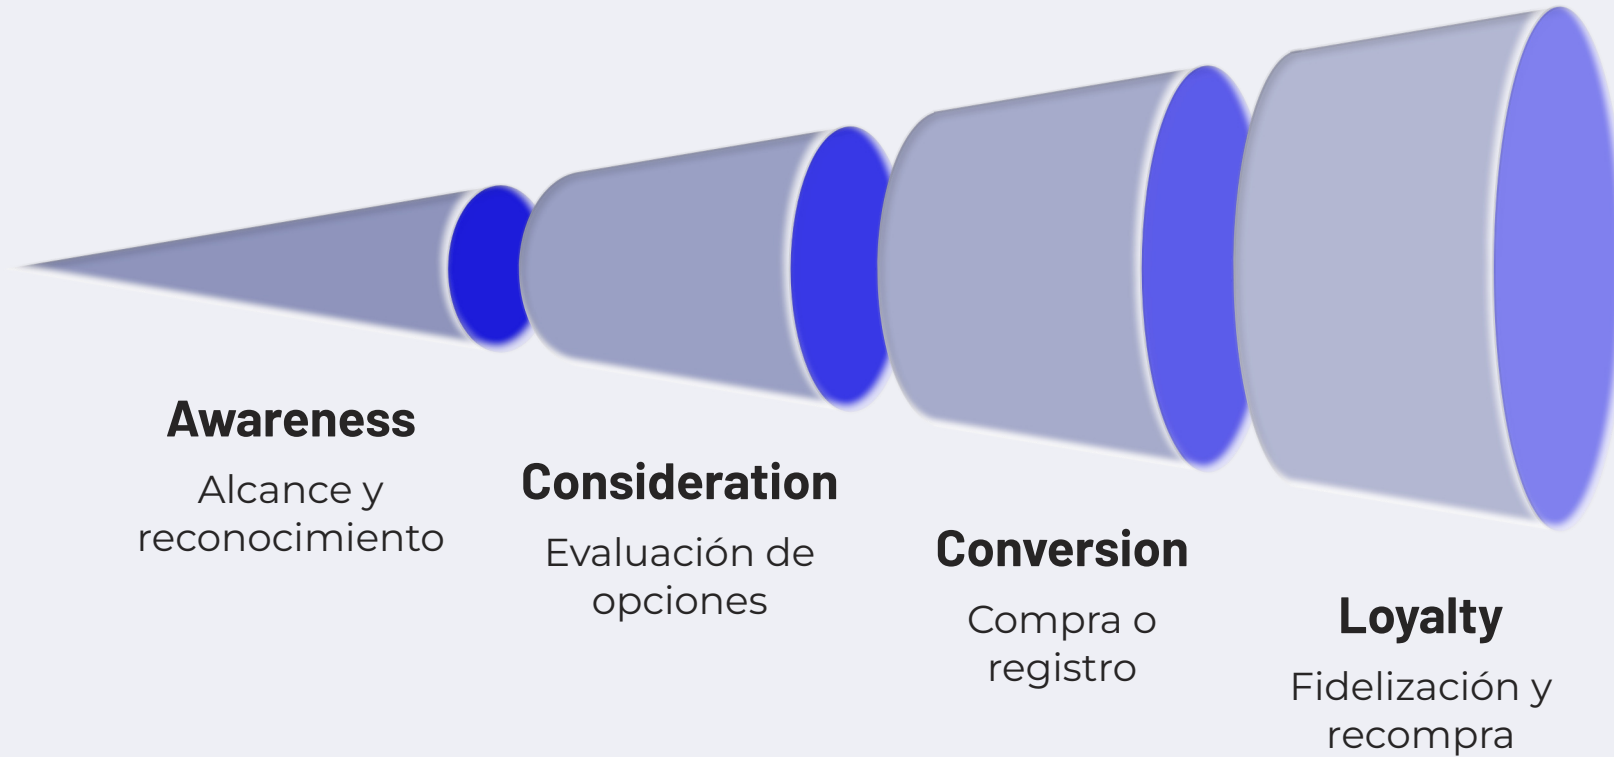 Awareness
Alcance y
reconocimiento
Consideration
Evaluación de
opciones
Conversion
Compra o
registro
Loyalty
Fidelización y
recompra